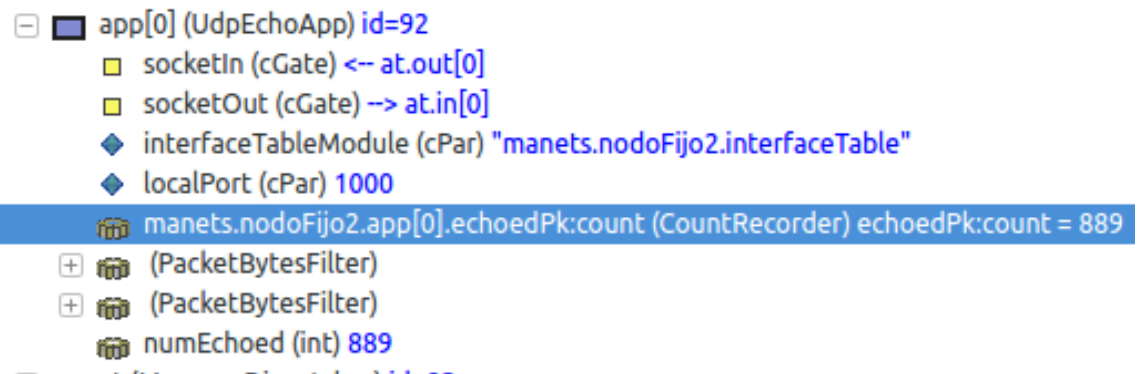 app[0] (UdpEchoApp) id=92
socketIn (cGate) <-- at.out[0]
socketOut (cGate) --> at.in[0]
interfaceTableModule (cPar) "manets.nodoFijo2.interfaceTable"
localPort (cPar) 1000
manets.nodoFijo2.app[0].echoedPk:count (CountRecorder) echoedPk:count = 889
(PacketBytesFilter)
(PacketBytesFilter)
numEchoed (int) 889